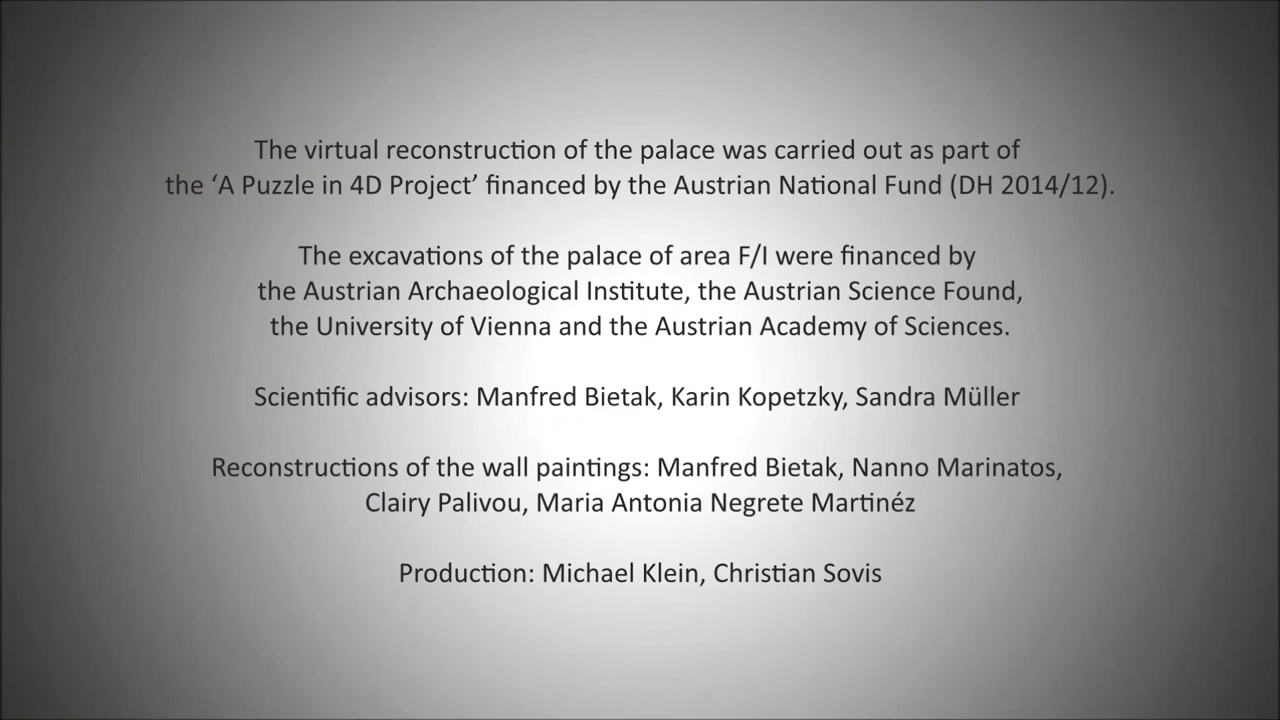 The virtual reconstruction of the palace was carried out as part of
the ‘A Puzzle in 4D Project’ financed by the Austrian National Fund (DH 2014/12).
The excavations of the palace of area F/I were financed by
the Austrian Archaeological Institute, the Austrian Science Found,
the University of Vienna and the Austrian Academy of Sciences.
Scientific advisors: Manfred Bietak, Karin Kopetzky, Sandra Müller
Reconstructions of the wall paintings: Manfred Bietak, Nanno Marinatos,
Clairy Palivou, Maria Antonia Negrete Martinéz
Production: Michael Klein, Christian Sovis